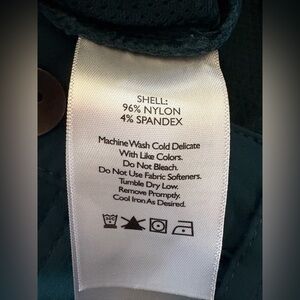 SHELL:
96% NYLON
4% SPANDEX
Machine Wash Cold Delicate
With Like Colors.
Do Not Bleach.
Do Not Use Fabric Softeners.
Tumble Dry Low.
Remove Promptly.
Cool Iron As Desired.